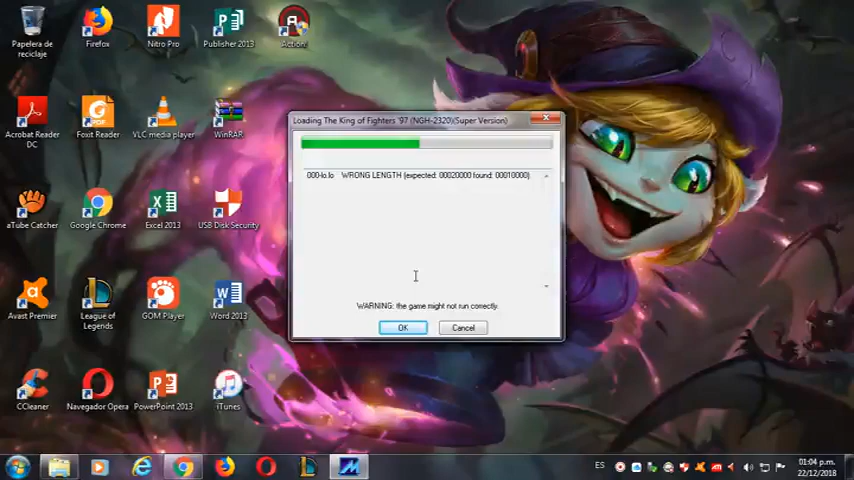 Papelera de
reciclaje
Firefox
Nitro Pro
Publisher 2013
Action!
Loading The King of Fighters '97 (NGH-2320)(Super Version)
000-lo.lo WRONG LENGTH (expected: 00020000 found: 00010000)
Acrobat Reader
DC
Foxit Reader
VLC media player
WinRAR
aTube Catcher
Google Chrome
Excel 2013
USB Disk Security
WARNING: the game might not run correctly.
OK
Cancel
Avast Premier
League of
Legends
GOM Player
Word 2013
CCleaner
Navegador Opera
PowerPoint 2013
iTunes
ES
01:04 p.m.
22/12/2018